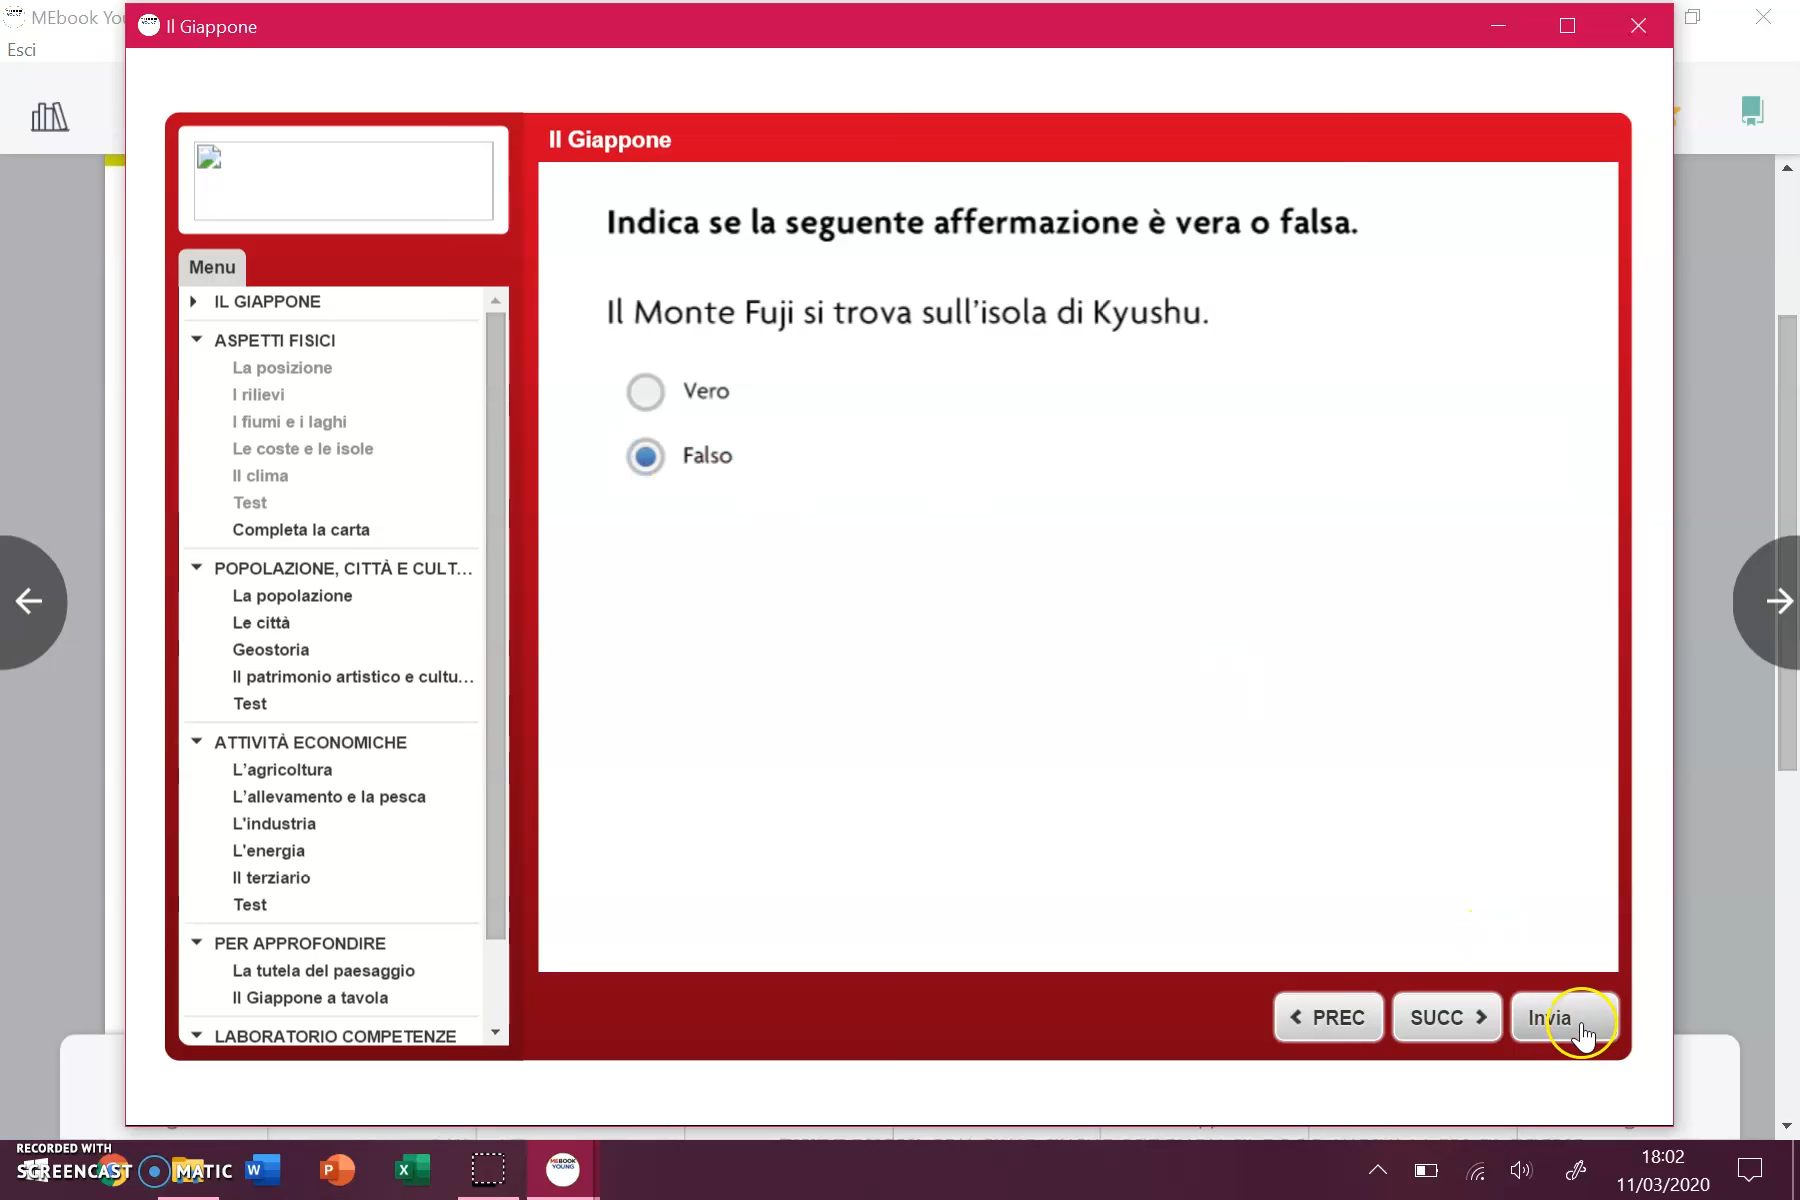 MEbook You
Il Giappone
Esci
Il Giappone
Indica se la seguente affermazione è vera o falsa.
Il Monte Fuji si trova sull'isola di Kyushu.
Vero
Falso
Menu
IL GIAPPONE
ASPETTI FISICI
La posizione
I rilievi
I fiumi e i laghi
Le coste e le isole
Il clima
Test
Completa la carta
POPOLAZIONE, CITTÀ E CULT...
La popolazione
Le città
Geostoria
Il patrimonio artistico e cultu...
Test
ATTIVITÀ ECONOMICHE
L'agricoltura
L'allevamento e la pesca
L'industria
L'energia
Il terziario
Test
PER APPROFONDIRE
La tutela del paesaggio
Il Giappone a tavola
LABORATORIO COMPETENZE
PREC
SUCC
Invia
RECORDED WITH
SCREENCAST MATIC
MEBOOK
YOUNG
18:02
11/03/2020